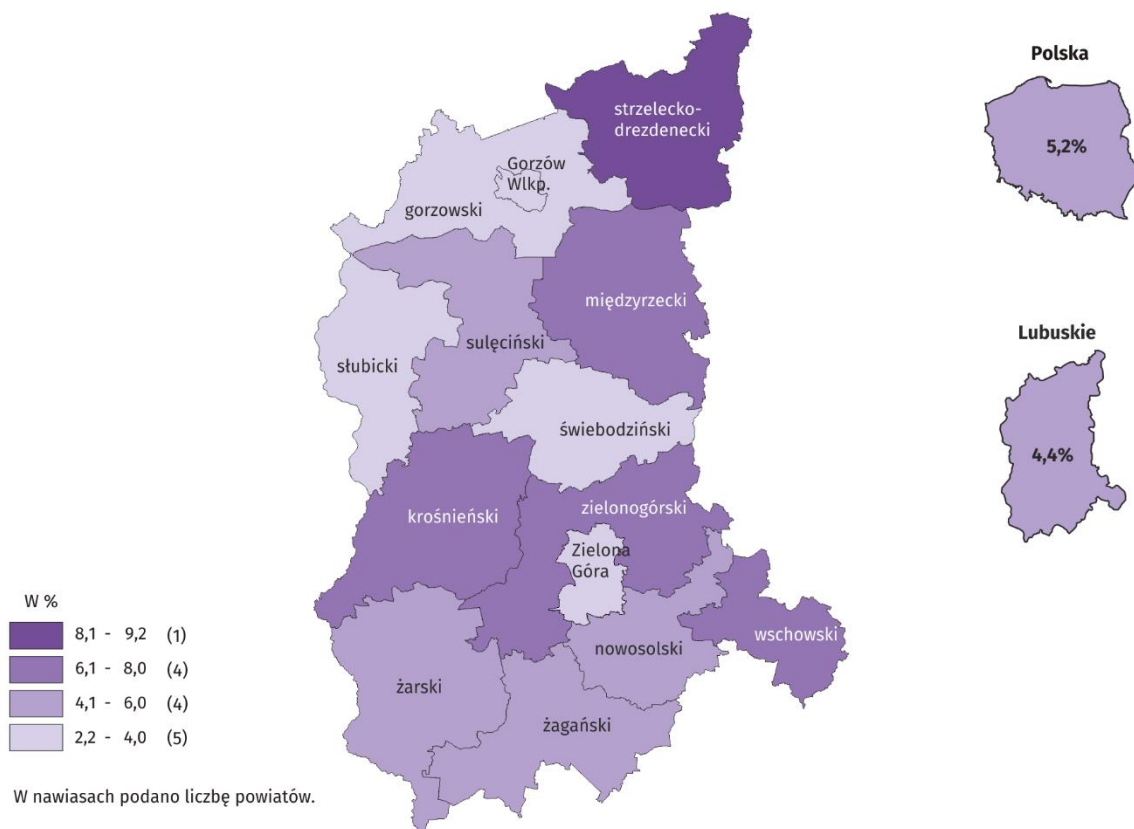 Polska
5,2%
Lubuskie
4,4%
strzelecko-
drezdenecki
Gorzów
Wlkp.
gorzowski
międzyrzecki
sulęciński
słubicki
świebodziński
krośnieński
zielonogórski
Zielona
Góra
wschowski
nowosolski
żarski
żagański
W %
8,1 - 9,2 (1)
6,1 - 8,0 (4)
4,1 - 6,0 (4)
2,2 - 4,0 (5)
W nawiasach podano liczbę powiatów.